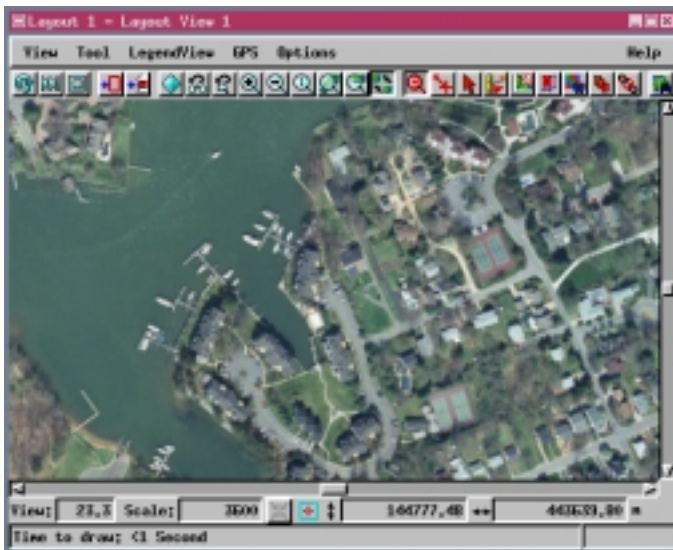 Layout 1 - Layout View 1
View Tool LegendView GPS Options Help
View: 23.3 Scale: 3600 144777.48 443639.80 m
Time to draw: <1 Second